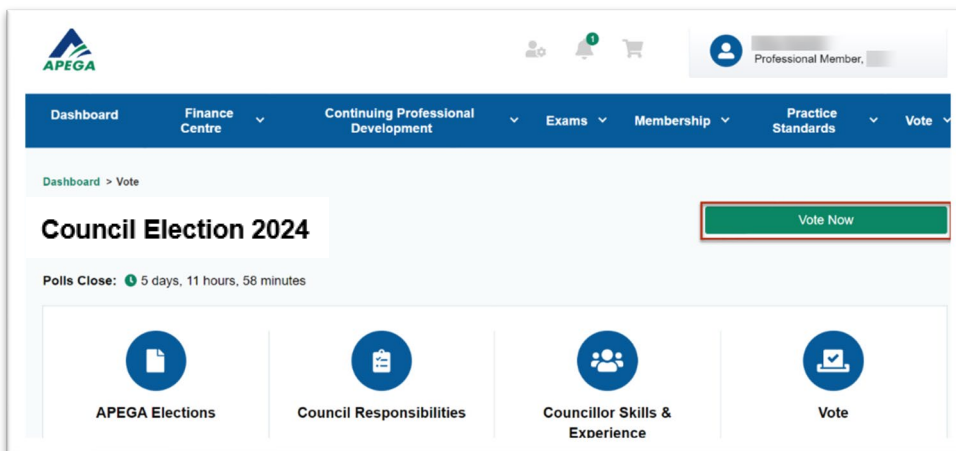 APEGA
1
Professional Member,
Dashboard
Finance Centre
Continuing Professional Development
Exams
Membership
Practice Standards
Vote
Dashboard > Vote
Council Election 2024
Vote Now
Polls Close: 5 days, 11 hours, 58 minutes
APEGA Elections
Council Responsibilities
Councillor Skills &
Experience
Vote